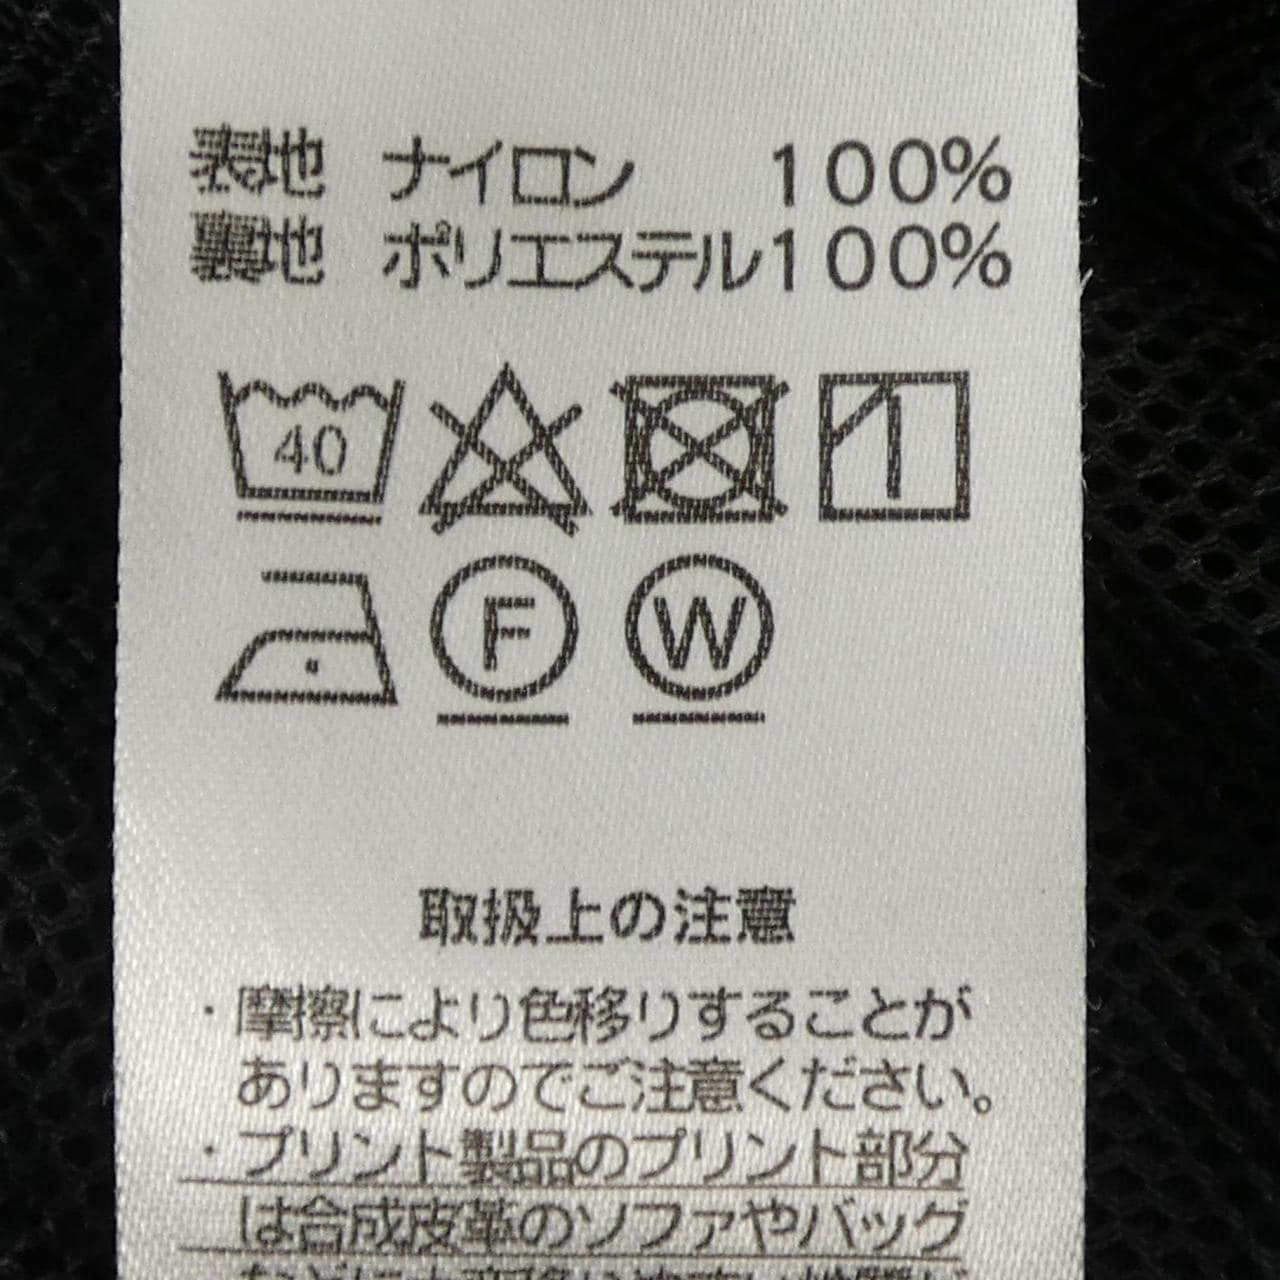 表地 ナイロン 100%
裏地 ポリエステル100%
40
F W
取扱上の注意
・摩擦により色移りすることが
ありますのでご注意ください。
・プリント製品のプリント部分
は合成皮革のソファやバッグ